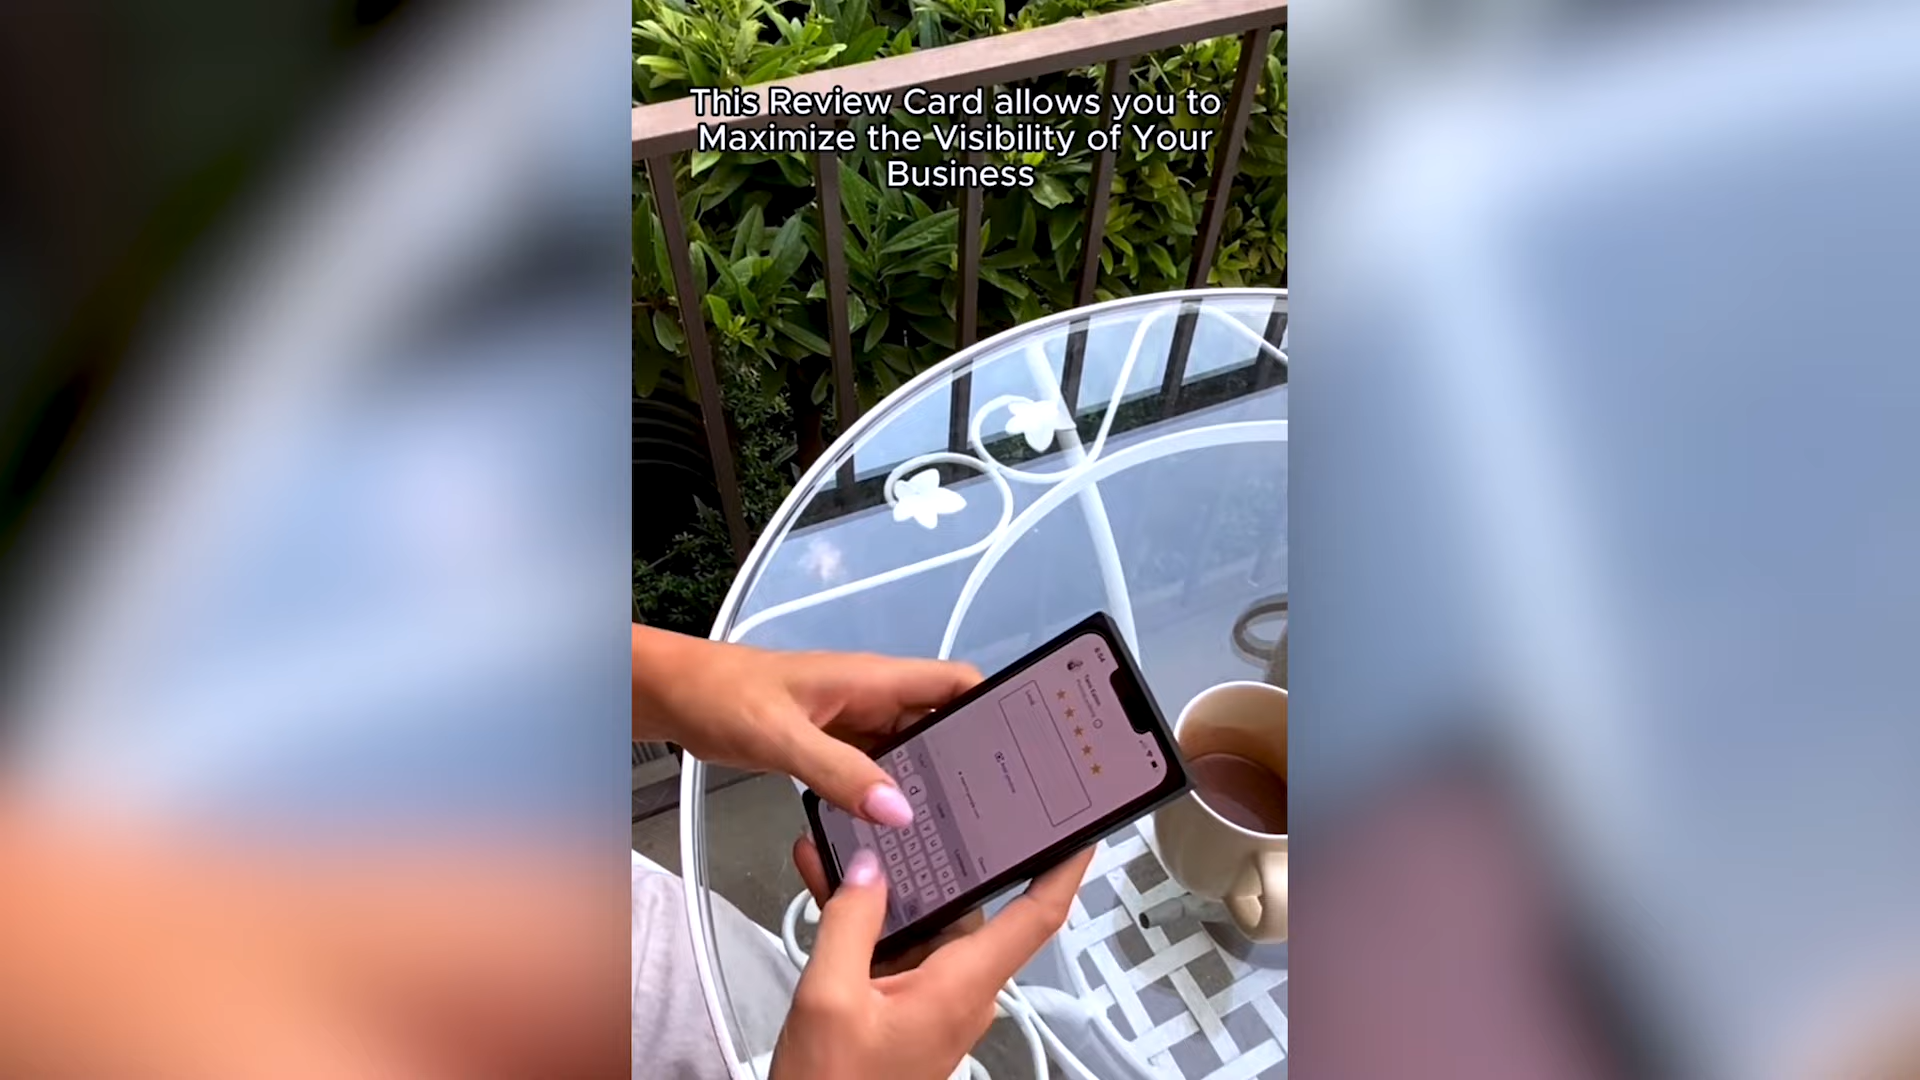 This Review Card allows you to
Maximize the Visibility of Your
Business